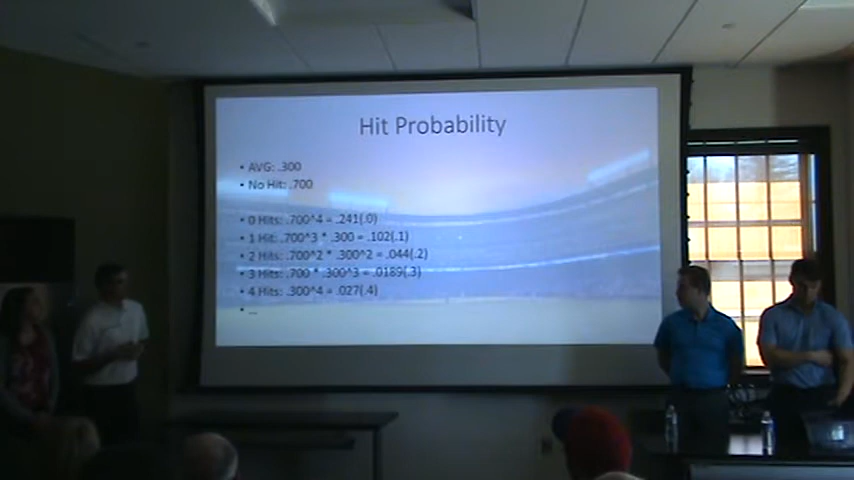 Hit Probability
• AVG: .300
• No Hit: .700
• 0 Hits: .700^4 = .241(.0)
• 1 Hit: .700^3 * .300 = .102(.1)
• 2 Hits: .700^2 * .300^2 = .044(.2)
• 3 Hits: .700 * .300^3 = .0189(.3)
• 4 Hits: .300^4 = .027(.4)
• ...